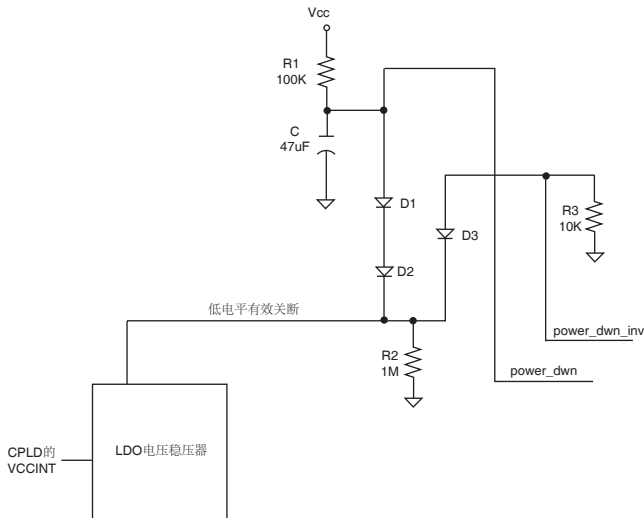 Vcc
R1
100K
C
47uF
D1
D3
R3
10K
D2
低电平有效关断
R2
1M
power_dwn_inv
power_dwn
CPLD的
VCCINT
LDO电压稳压器